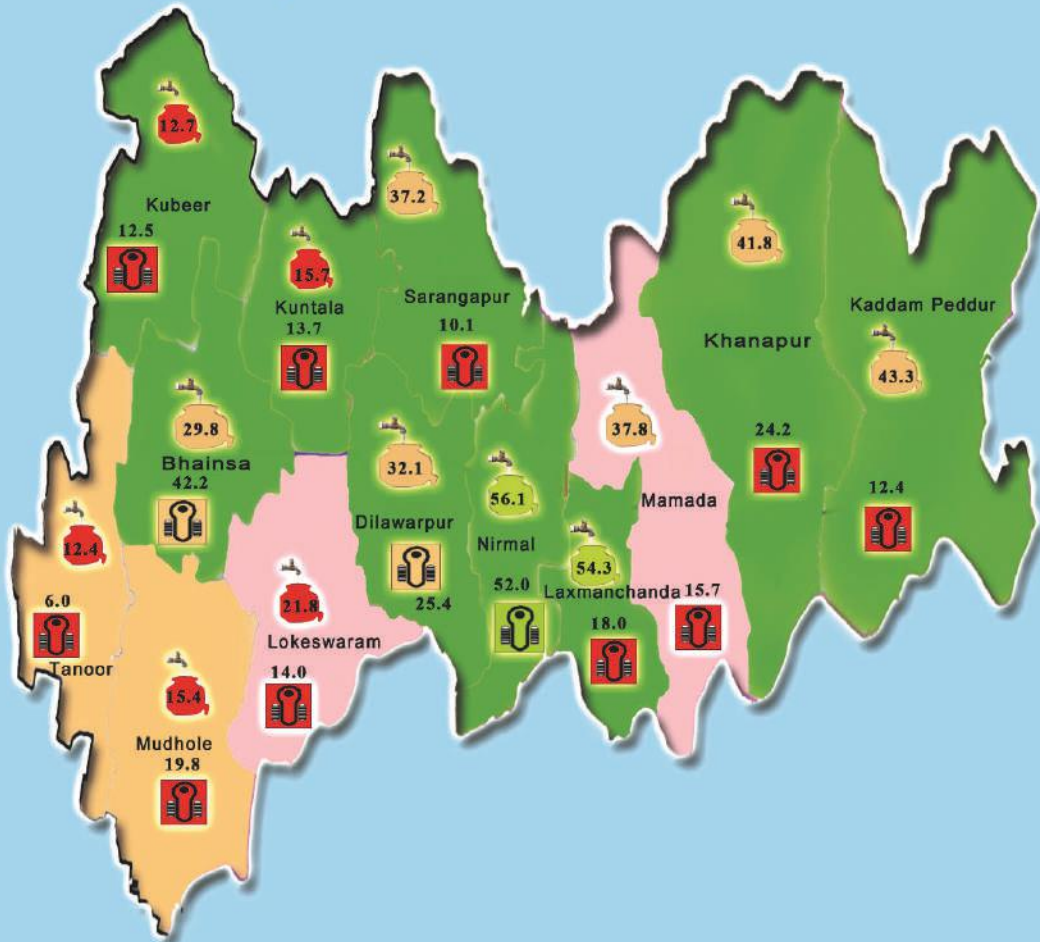 12.7
Kubeer
12.5
37.2
15.7
Kuntala
13.7
Sarangapur
10.1
41.8
Khanapur
24.2
Kaddam Peddur
43.3
12.4
29.8
Bhainsa
42.2
32.1
Dilawarpur
25.4
56.1
Nirmal
52.0
37.8
Mamada
15.7
54.3
Laxmanchanda
18.0
12.4
6.0
Tanoor
21.8
Lokeswaram
14.0
15.4
Mudhole
19.8